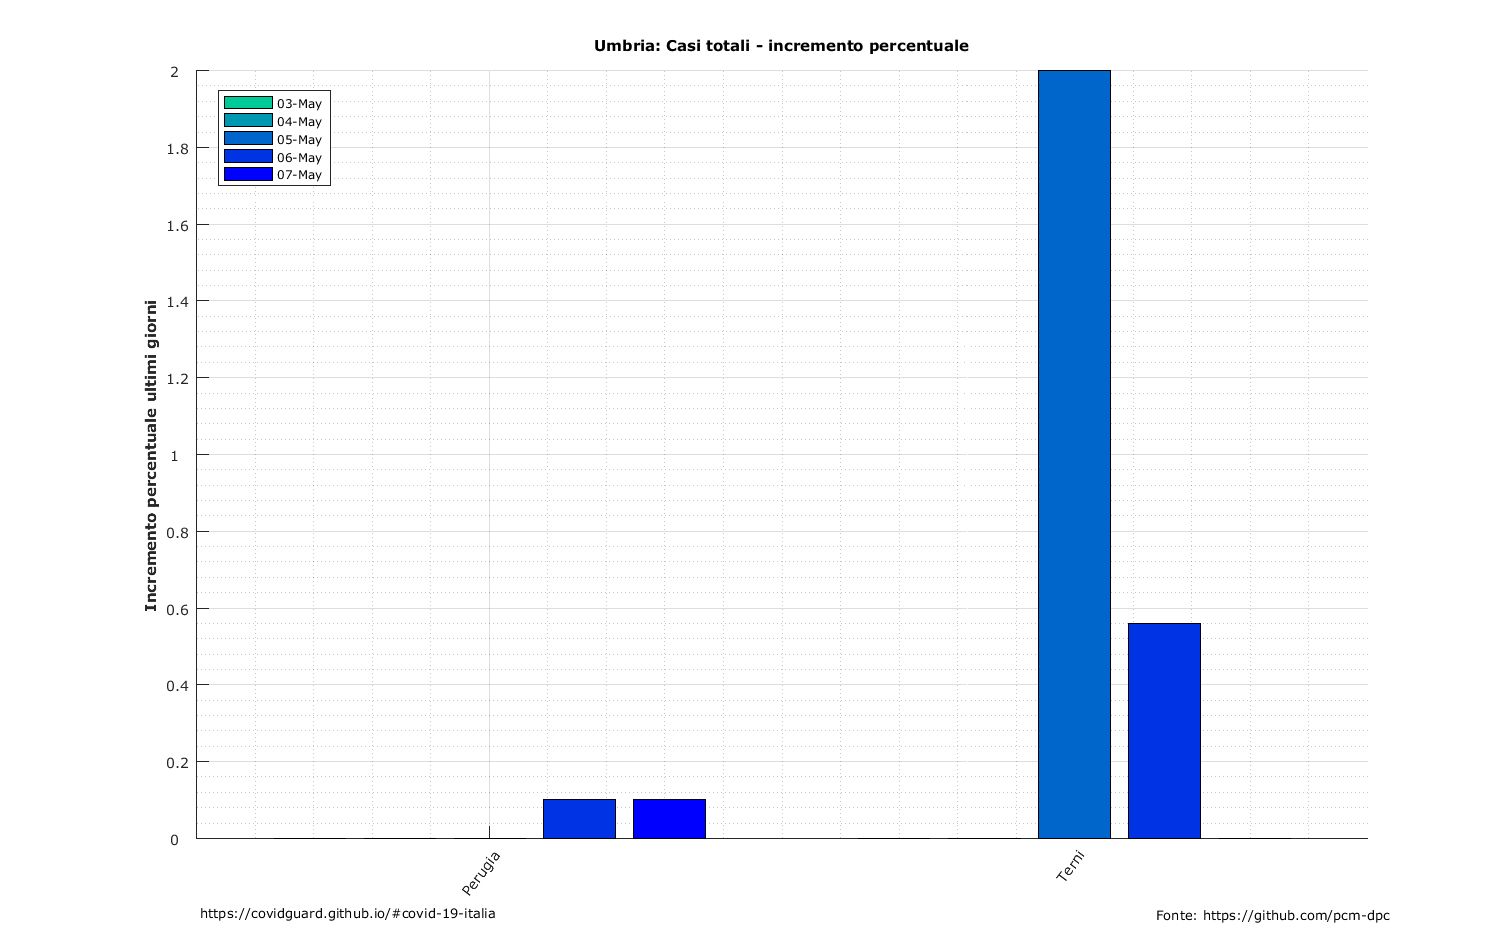 Umbria: Casi totali - incremento percentuale
03-May
04-May
05-May
06-May
07-May
Incremento percentuale ultimi giorni
2
1.8
1.6
1.4
1.2
1
0.8
0.6
0.4
0.2
0
Perugia
Terni
https://covidguard.github.io/#covid-19-italia
Fonte: https://github.com/pcm-dpc